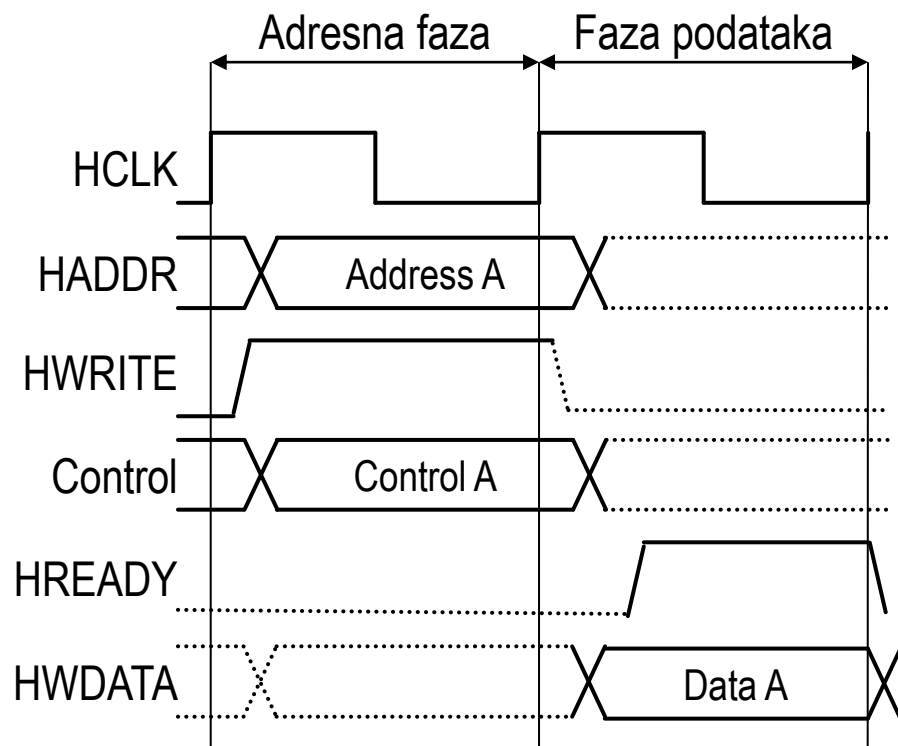 Adresna faza Faza podataka
HCLK
HADDR Address A
HWRITE
Control Control A
HREADY
HWDATA Data A